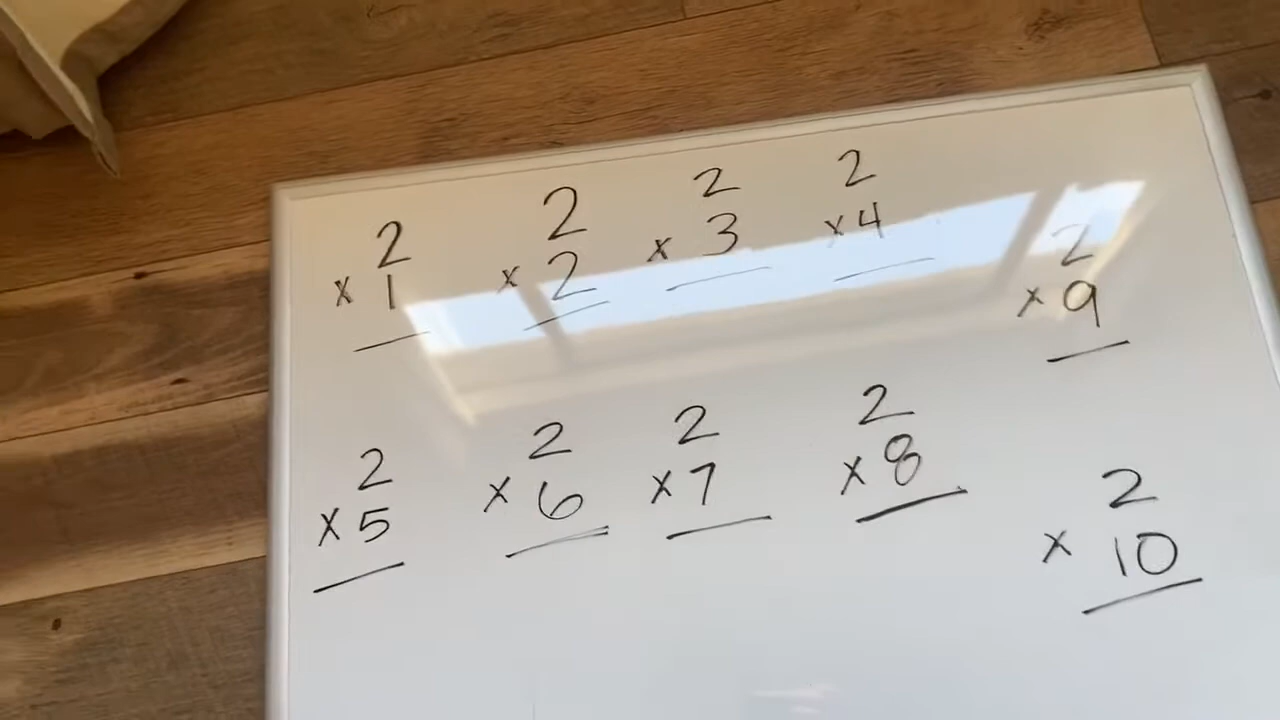 2 2 2 2
x 1 x 2 x 3 x 4
2
x 9
2 2 2 2
x 5 x 6 x 7 x 8
2
x 10